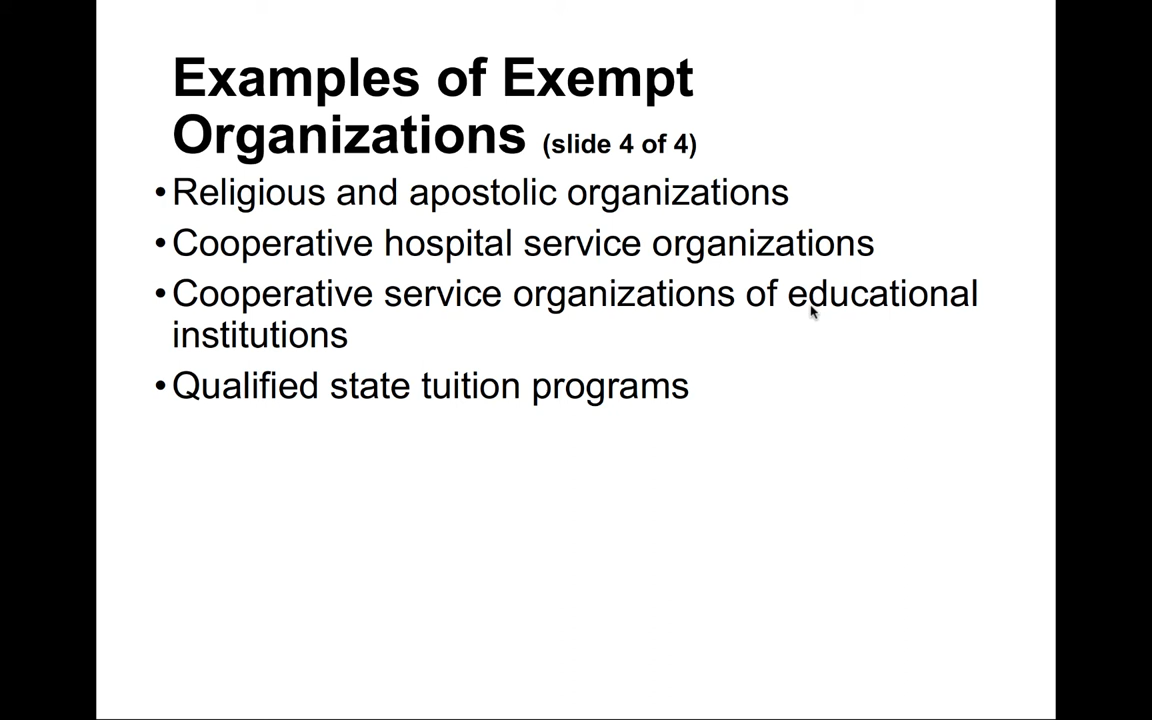 Examples of Exempt
Organizations (slide 4 of 4)
•Religious and apostolic organizations
•Cooperative hospital service organizations
•Cooperative service organizations of educational
institutions
•Qualified state tuition programs